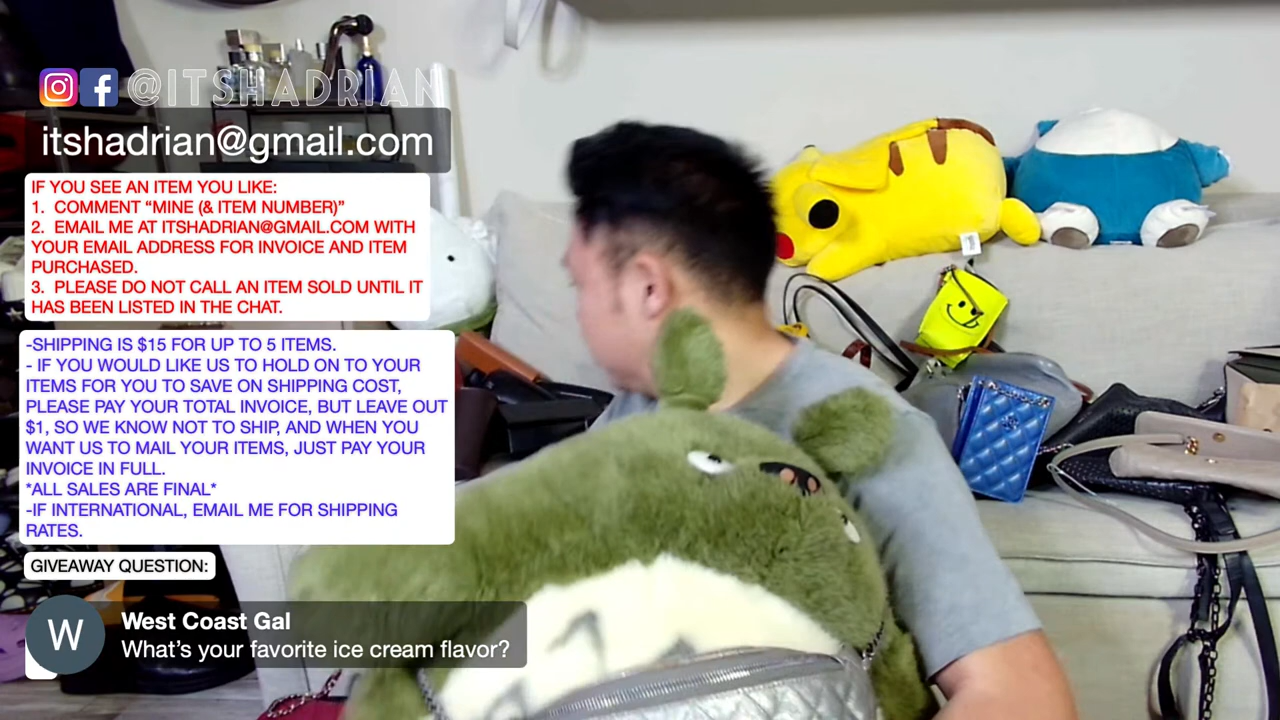 @ITSHADRIAN
itshadrian@gmail.com
IF YOU SEE AN ITEM YOU LIKE:
1. COMMENT “MINE (& ITEM NUMBER)”
2. EMAIL ME AT ITSHADRIAN@GMAIL.COM WITH
YOUR EMAIL ADDRESS FOR INVOICE AND ITEM
PURCHASED.
3. PLEASE DO NOT CALL AN ITEM SOLD UNTIL IT
HAS BEEN LISTED IN THE CHAT.
-SHIPPING IS $15 FOR UP TO 5 ITEMS.
- IF YOU WOULD LIKE US TO HOLD ON TO YOUR
ITEMS FOR YOU TO SAVE ON SHIPPING COST,
PLEASE PAY YOUR TOTAL INVOICE, BUT LEAVE OUT
$1, SO WE KNOW NOT TO SHIP, AND WHEN YOU
WANT US TO MAIL YOUR ITEMS, JUST PAY YOUR
INVOICE IN FULL.
*ALL SALES ARE FINAL*
-IF INTERNATIONAL, EMAIL ME FOR SHIPPING
RATES.
GIVEAWAY QUESTION:
W
West Coast Gal
What’s your favorite ice cream flavor?